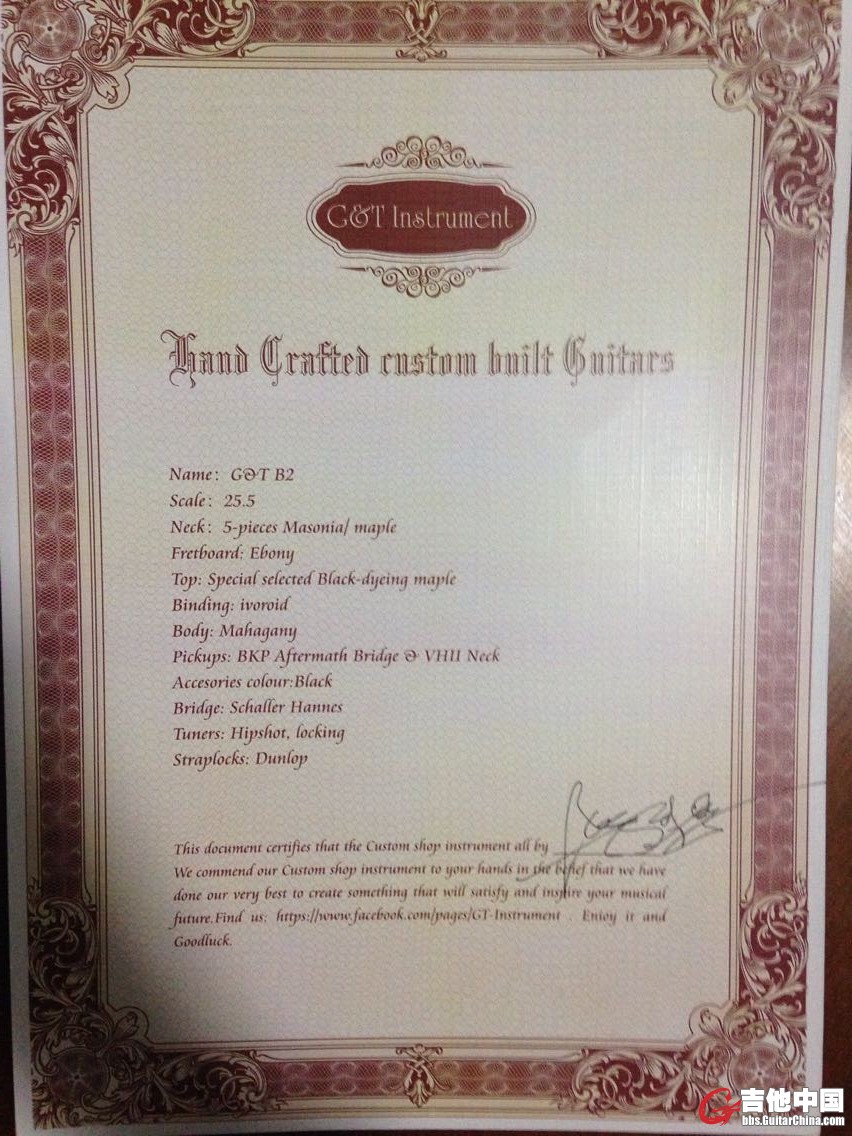 G&T Instrument
Hand Crafted custom built Guitars
Name: G&T B2
Scale: 25.5
Neck: 5-pieces Masonia/ maple
Fretboard: Ebony
Top: Special selected Black-dyeing maple
Binding: ivoroid
Body: Mahagany
Pickups: BKP Aftermath Bridge & VHII Neck
Accesories colour:Black
Bridge: Schaller Hannes
Tuners: Hipshot, locking
Straplocks: Dunlop
This document certifies that the Custom shop instrument all by
We commend our Custom shop instrument to your hands in the belief that we have
done our very best to create something that will satisfy and inspire your musical
future.Find us: https://www.facebook.com/pages/GT-Instrument . Enjoy it and
Goodluck.
吉他中国
bbs.GuitarChina.com